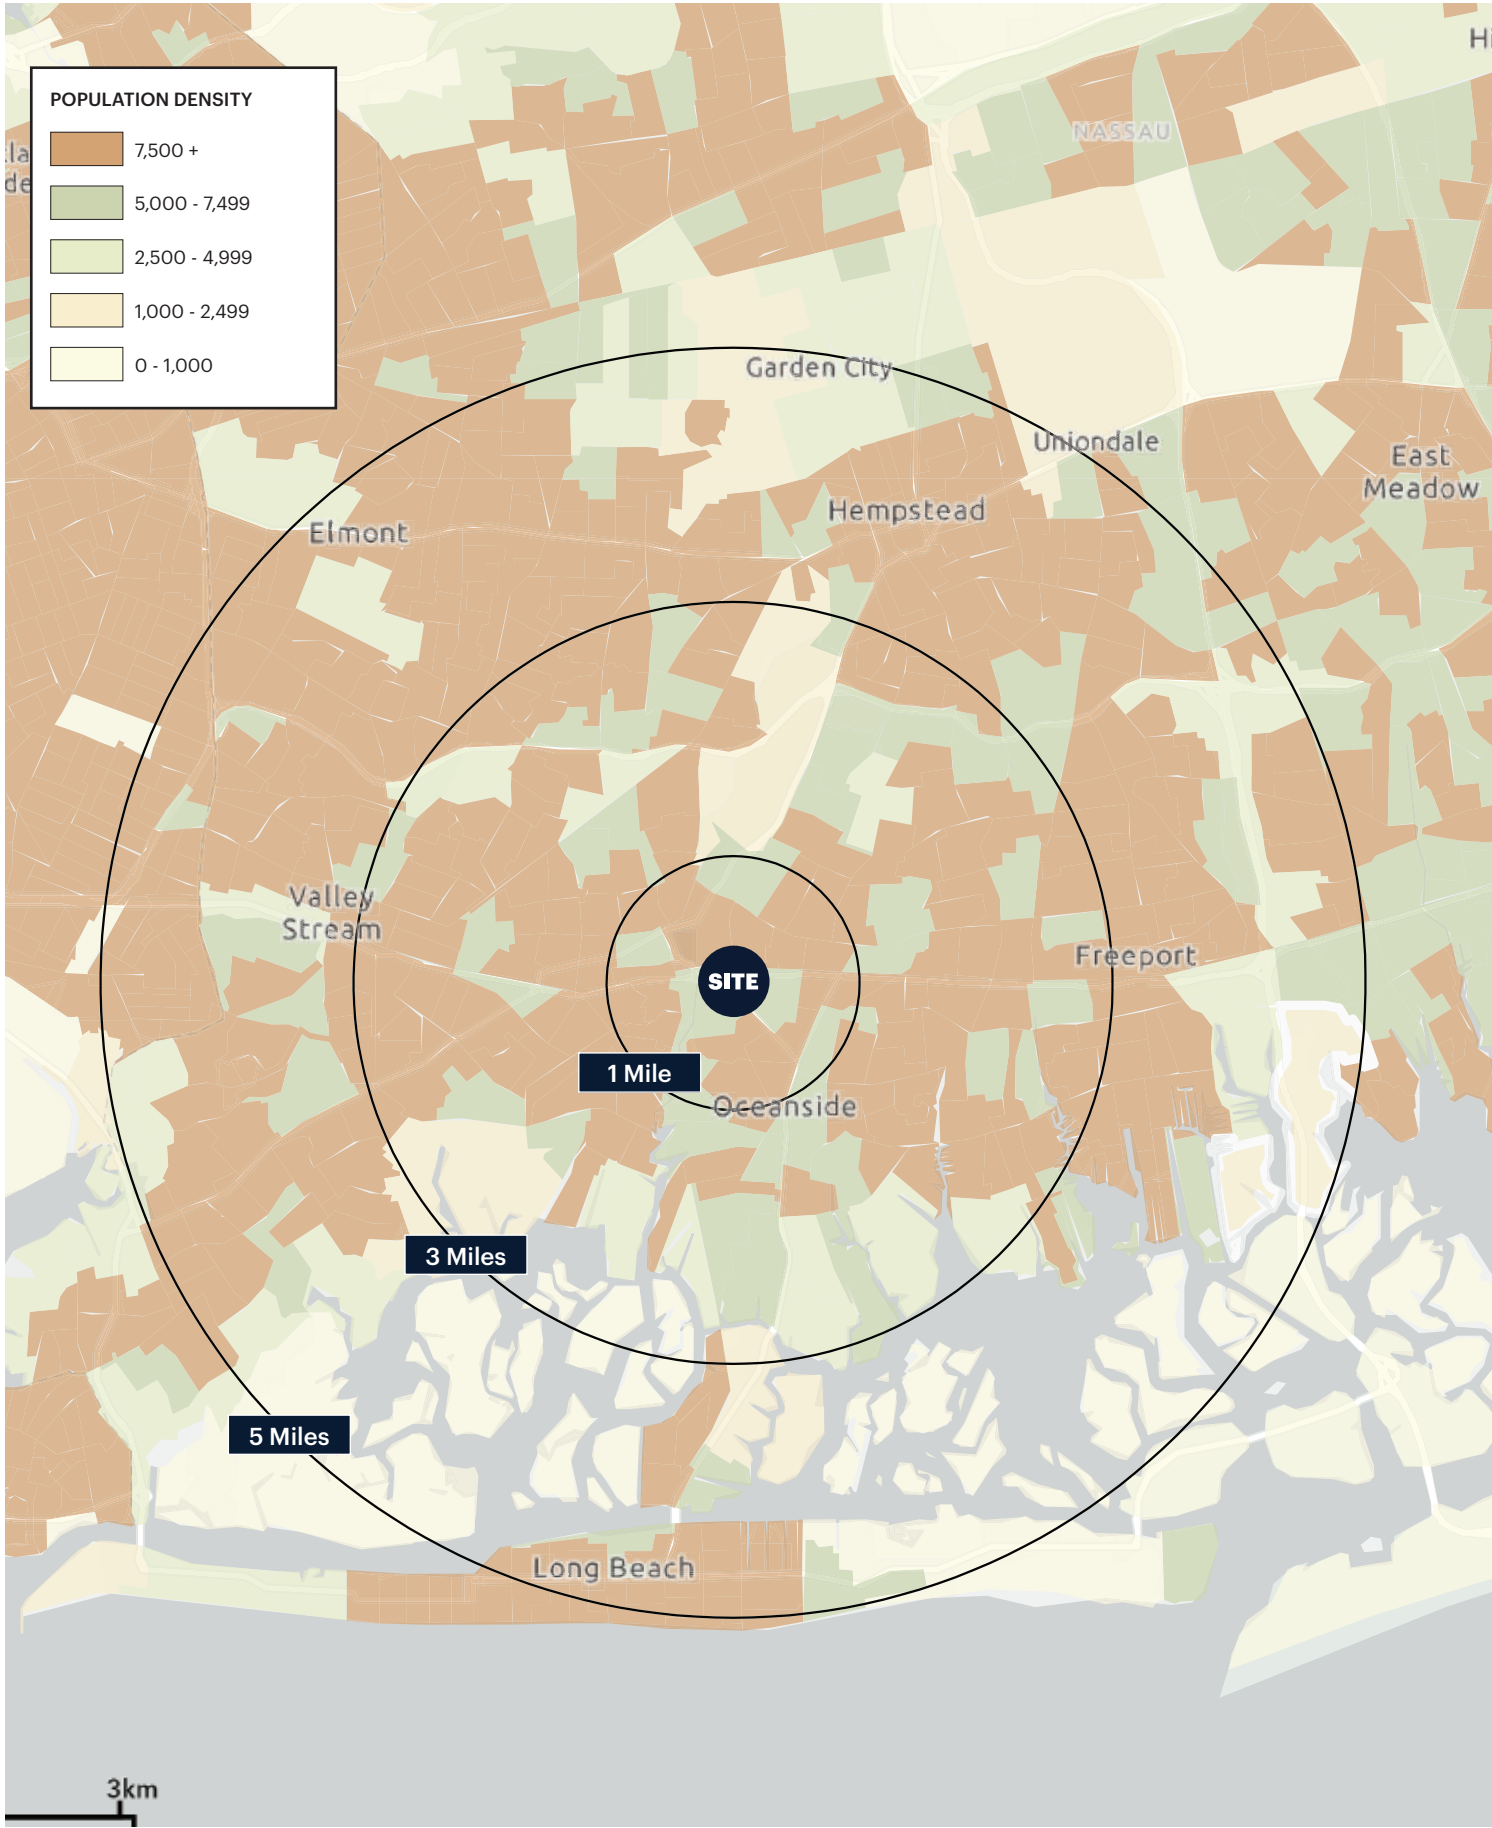 POPULATION DENSITY
7,500 +
5,000 - 7,499
2,500 - 4,999
1,000 - 2,499
0 - 1,000
NASSAU
Garden City
Uniondale
East
Meadow
Hempstead
Elmont
Valley
Stream
Freeport
SITE
1 Mile
Oceanside
3 Miles
5 Miles
Long Beach
3km